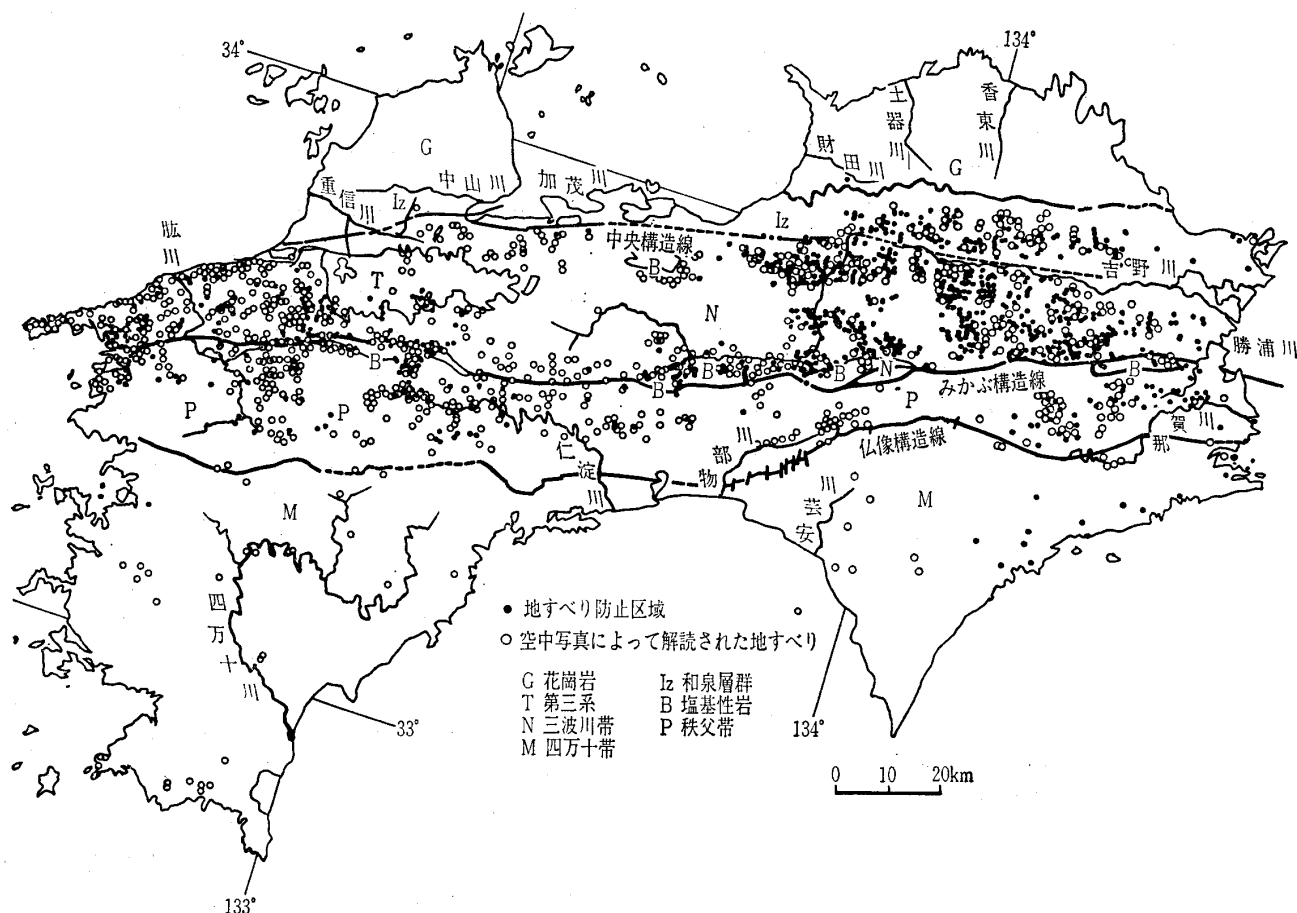 34°
134°
土器川
香東川
財田川
G
G
中山川
加茂川
重信川
Iz
Iz
肱川
中央構造線
B
吉野川
T
N
勝浦川
B
B
B
B
N
B
みかぶ構造線
P
P
P
仁淀川
物部川
仏像構造線
那賀川
M
M
安芸川
四万十川
● 地すべり防止区域
○ 空中写真によって解読された地すべり
G 花崗岩
Iz 和泉層群
T 第三系
B 塩基性岩
N 三波川帯
P 秩父帯
M 四万十帯
33°
134°
0 10 20km
133°